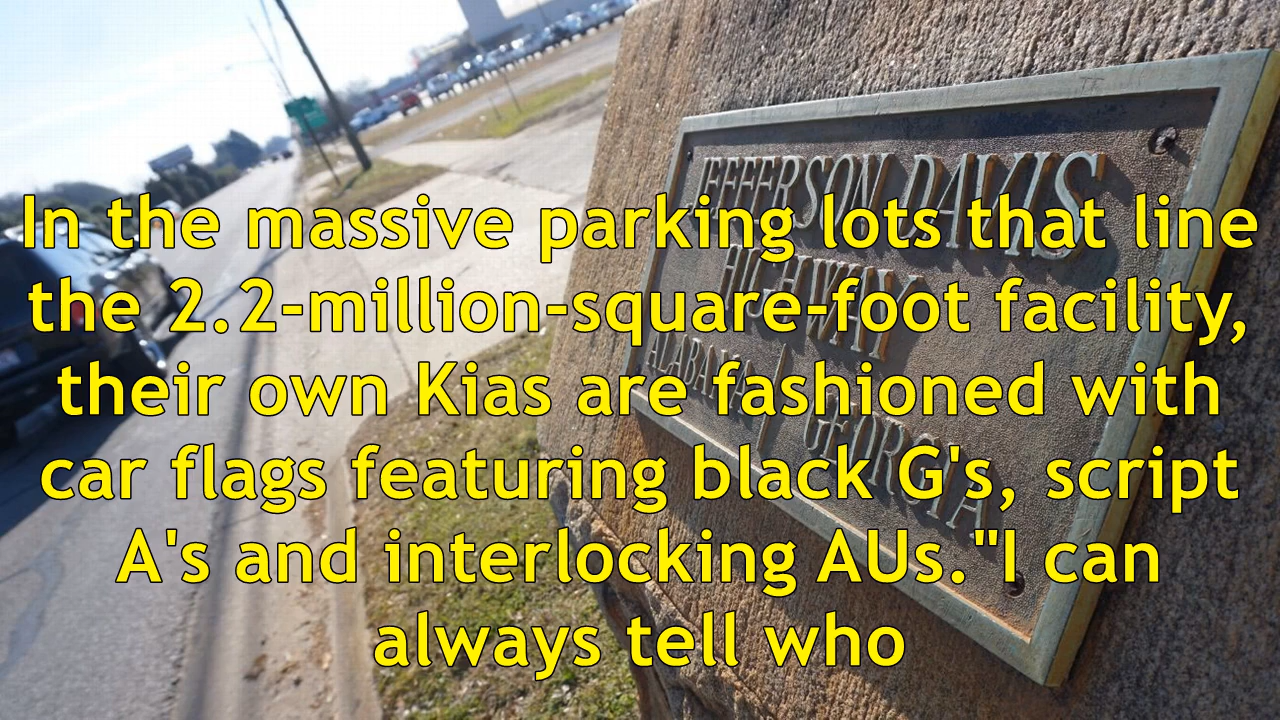 In the massive parking lots that line
the 2.2-million-square-foot facility,
their own Kias are fashioned with
car flags featuring black G's, script
A's and interlocking AUs."I can
always tell who
JEFFERSON DAVIS
HIGHWAY
ALABAMA | GEORGIA